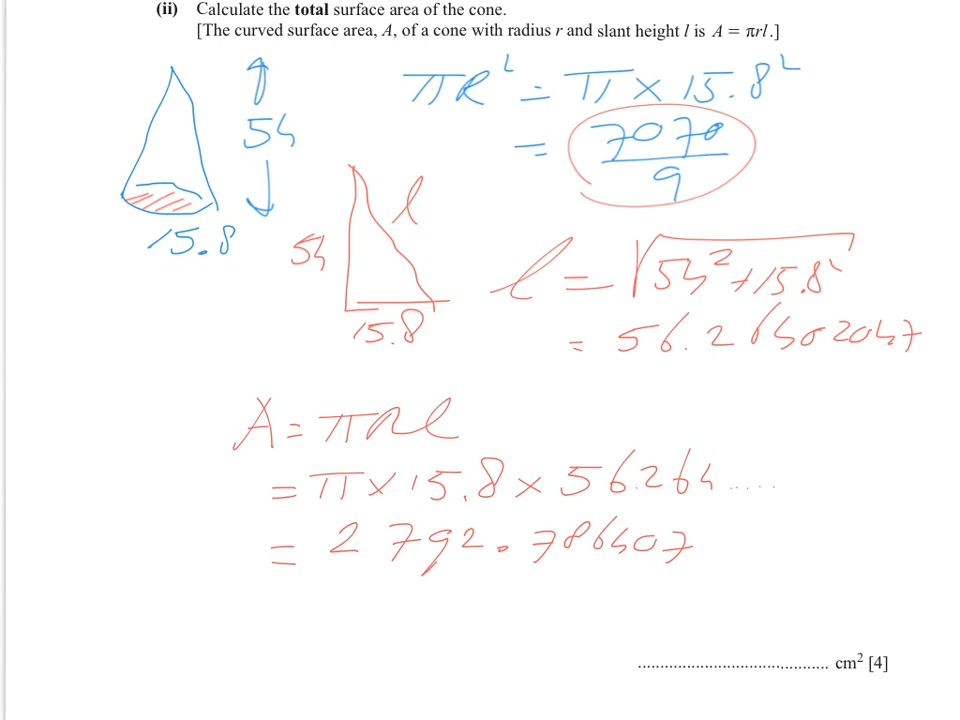 (ii) Calculate the total surface area of the cone.
[The curved surface area, A, of a cone with radius r and slant height l is A = πrl.]
54
15.8
πR² = π × 15.8²
= 7070/9
54
l
15.8
l = √54² + 15.8²
= 56.26402047
A = πRl
= π × 15.8 × 56.264.....
= 2792.786407
.......................................... cm² [4]